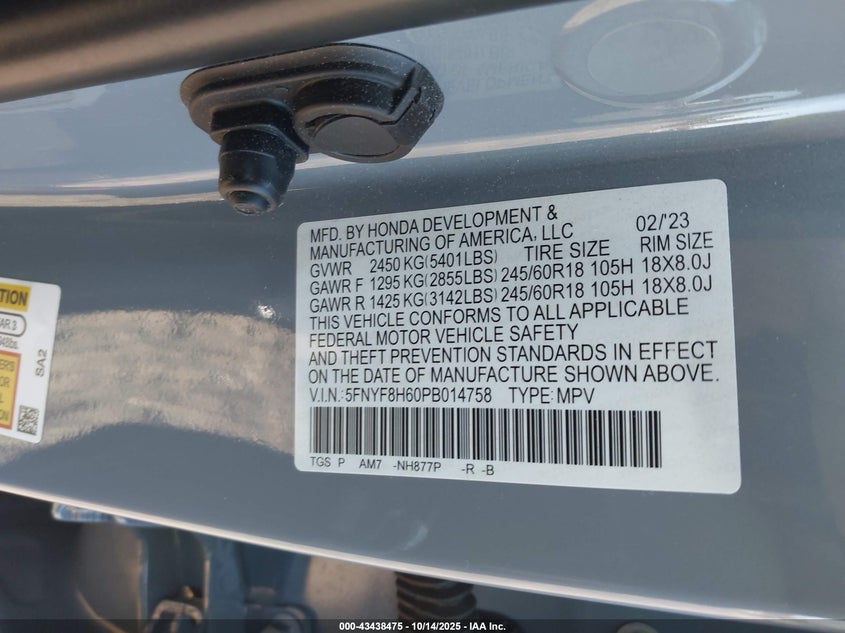 MFD. BY HONDA DEVELOPMENT & 02/'23
MANUFACTURING OF AMERICA, LLC
GVWR 2450 KG(5401LBS) TIRE SIZE RIM SIZE
GAWR F 1295 KG(2855LBS) 245/60R18 105H 18X8.0J
GAWR R 1425 KG(3142LBS) 245/60R18 105H 18X8.0J
THIS VEHICLE CONFORMS TO ALL APPLICABLE
FEDERAL MOTOR VEHICLE SAFETY
AND THEFT PREVENTION STANDARDS IN EFFECT
ON THE DATE OF MANUFACTURE SHOWN ABOVE.
V.I.N.:5FNYF8H60PB014758 TYPE:MPV
TGS P AM7 -NH877P -R -B
SA2
000-43438475 - 10/14/2025 - IAA Inc.